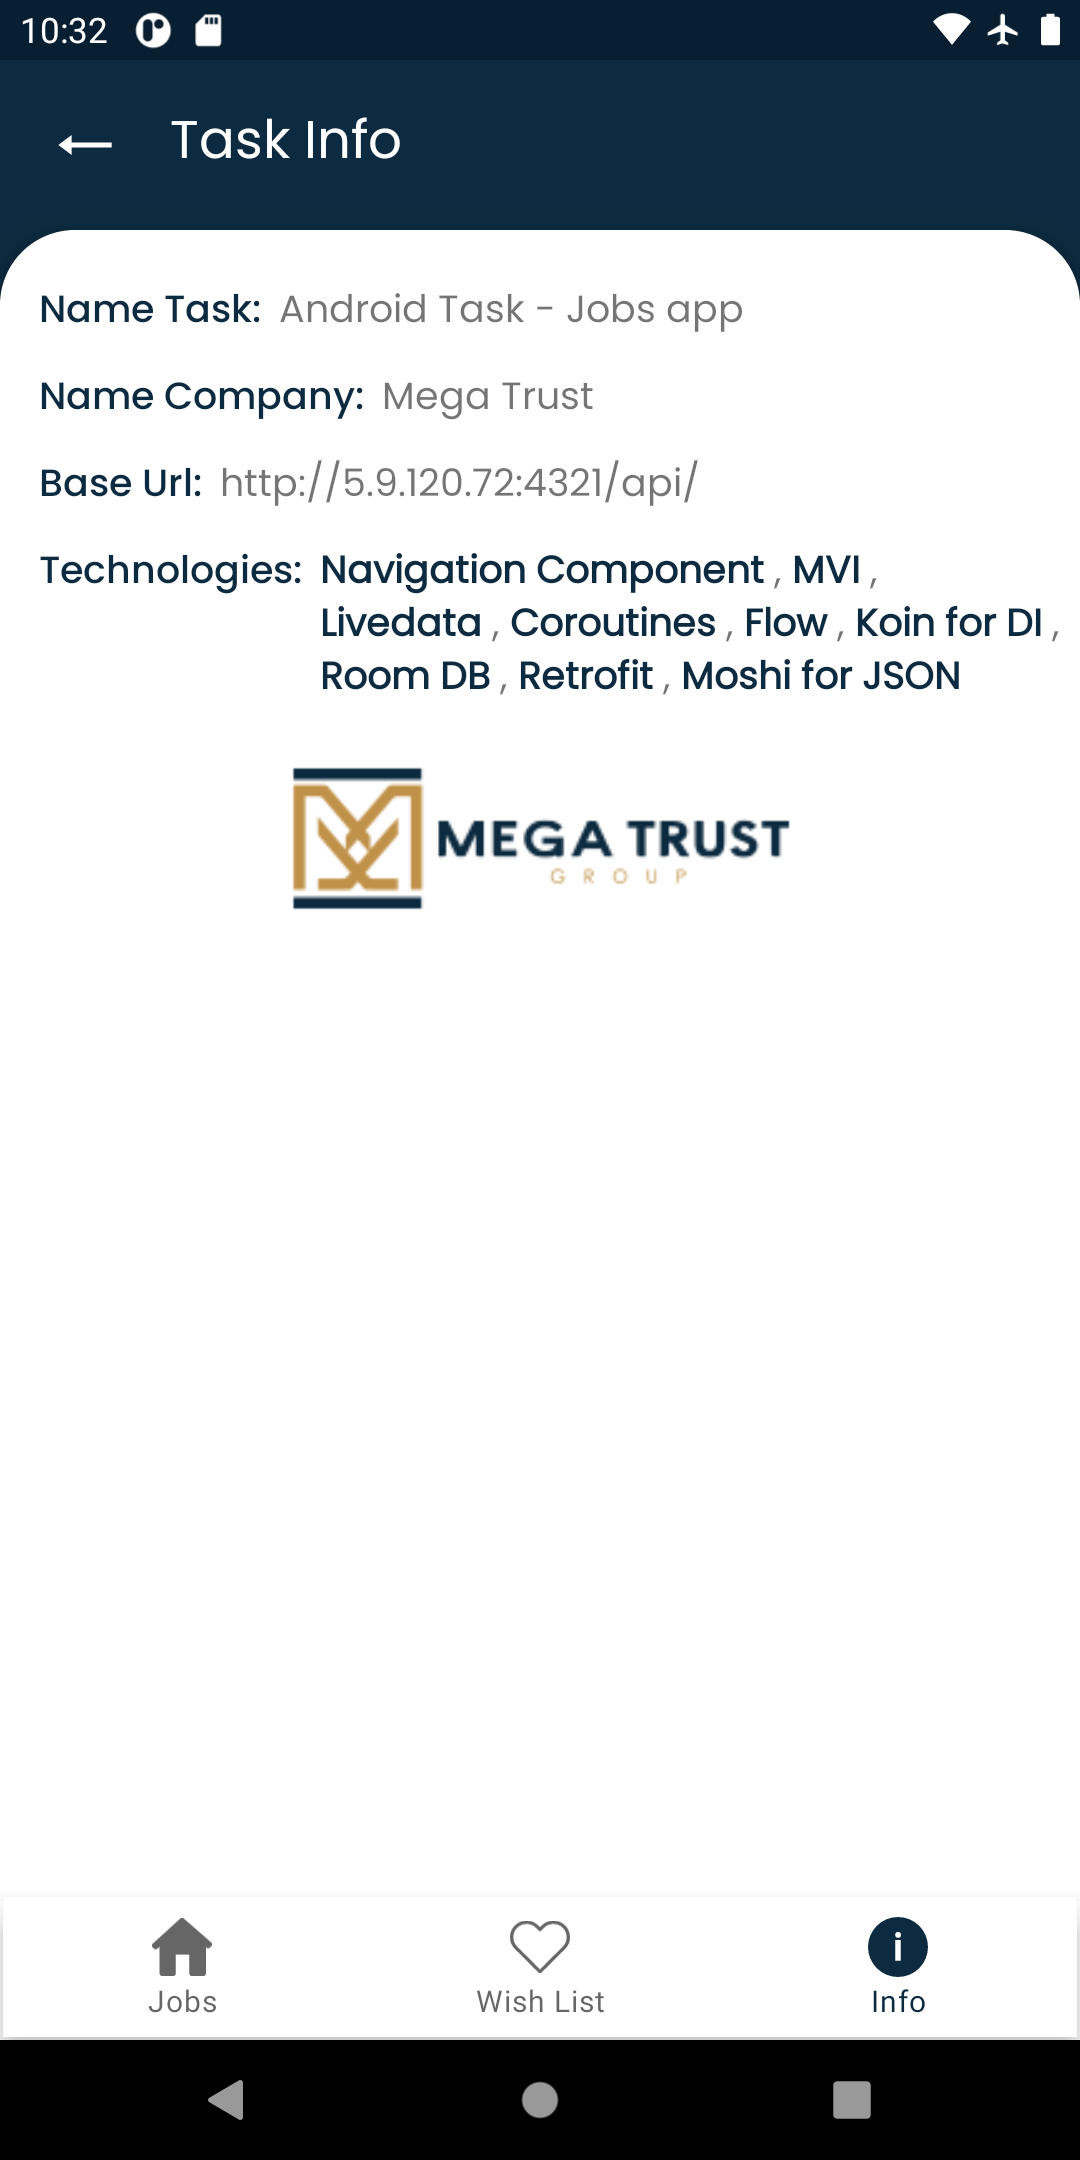 10:32
Task Info
Name Task: Android Task - Jobs app
Name Company: Mega Trust
Base Url: http://5.9.120.72:4321/api/
Technologies: Navigation Component , MVI ,
Livedata , Coroutines , Flow , Koin for DI ,
Room DB , Retrofit , Moshi for JSON
MEGA TRUST
GROUP
Jobs
Wish List
Info